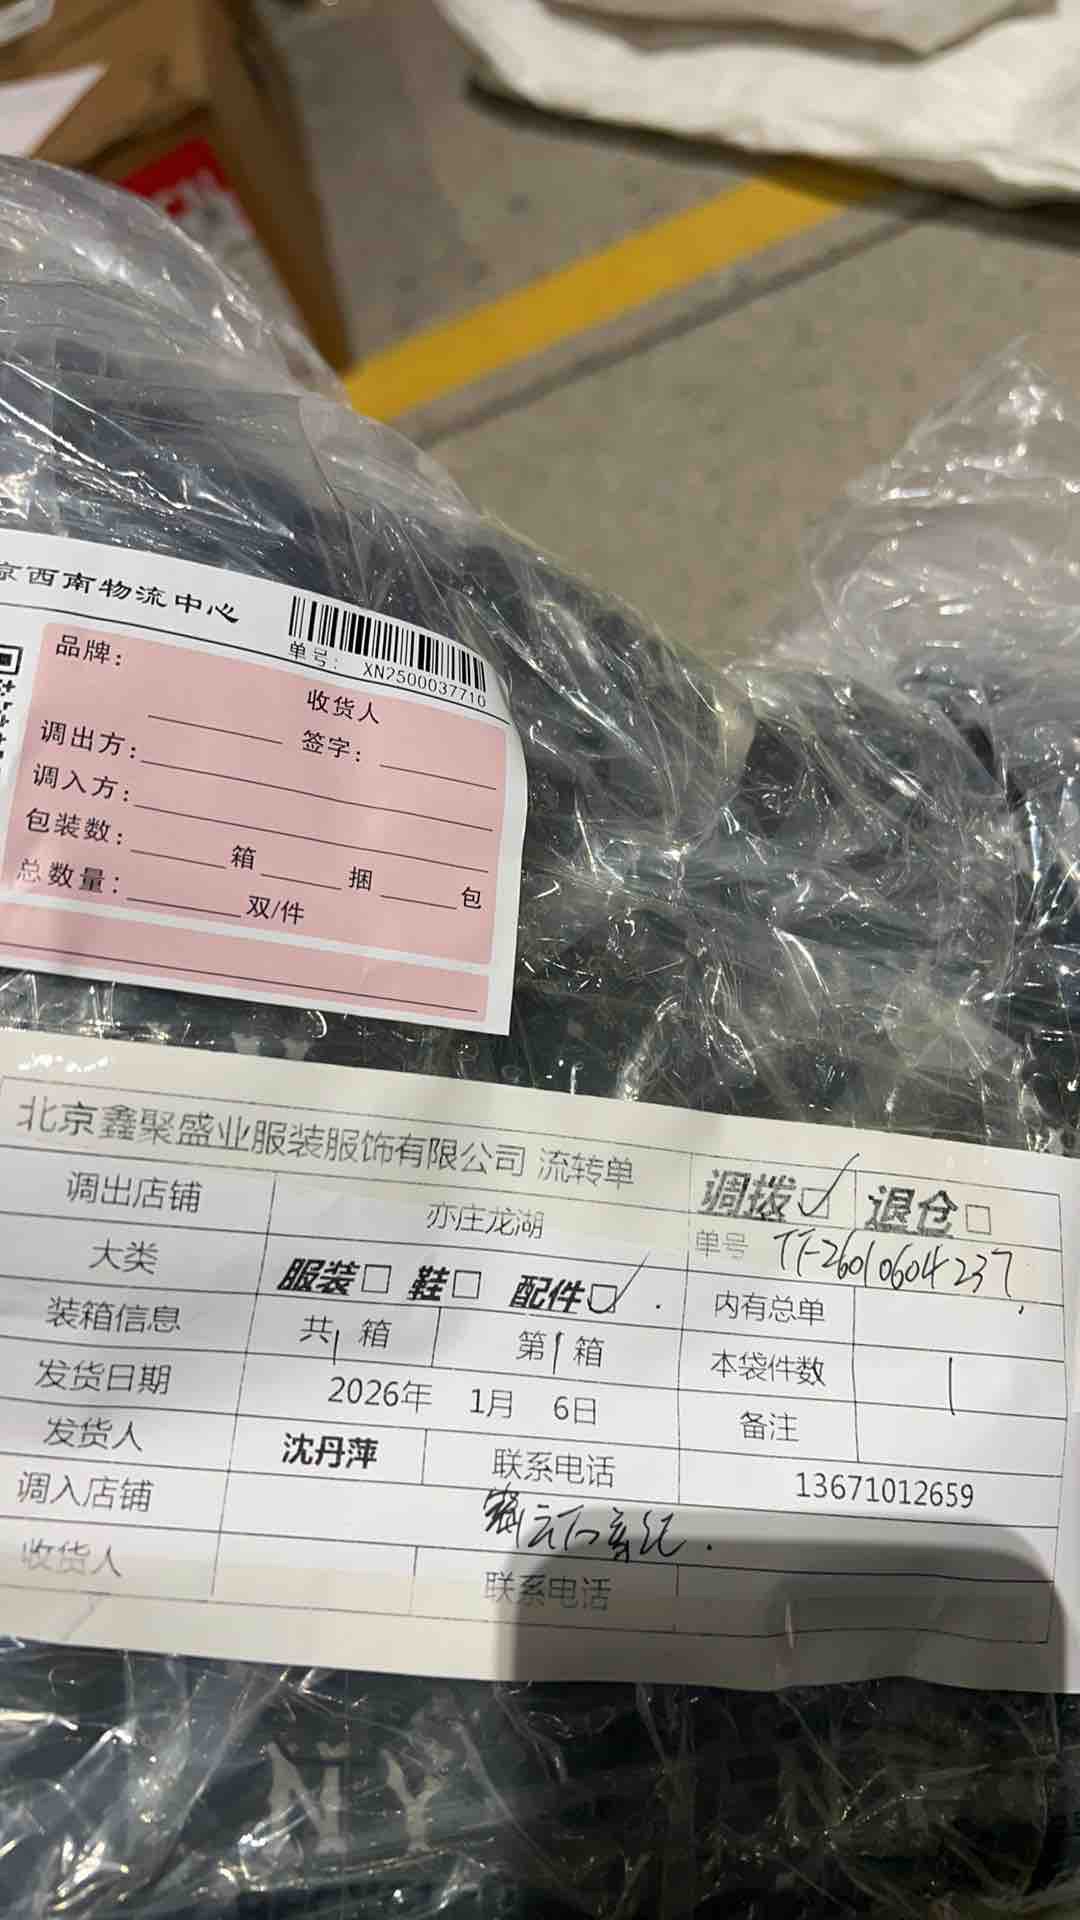 京西南物流中心
单号： XN2500037710
品牌：
收货人
签字：
调出方：
调入方：
包装数： 箱 捆 包
总数量： 双/件
北京鑫聚盛业服装服饰有限公司 流转单 调拨☑ 退仓□
调出店铺 亦庄龙湖 单号 TF26010604237
大类 服装□ 鞋□ 配件☑ 内有总单
装箱信息 共1箱 第1箱 本袋件数 1
发货日期 2026年 1月 6日 备注
发货人 沈丹萍 联系电话 13671012659
调入店铺
收货人 联系电话
NY